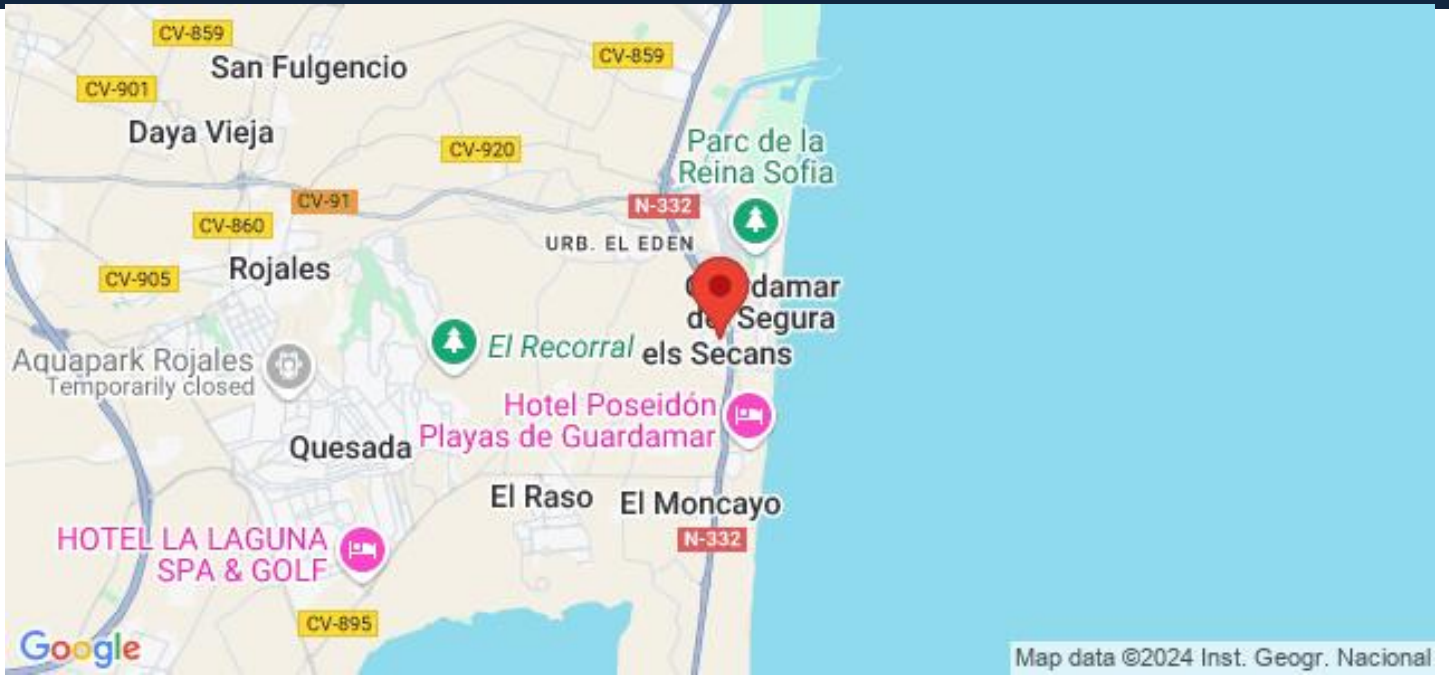 CV-859
San Fulgencio
CV-859
CV-901
Daya Vieja
CV-920
Parc de la
Reina Sofia
CV-91
N-332
CV-860
URB. EL EDEN
Rojales
CV-905
damar
Segura
El Recorral
els Secans
Aquapark Rojales
Temporarily closed
Hotel Poseidón
Playas de Guardamar
Quesada
El Raso
El Moncayo
N-332
HOTEL LA LAGUNA
SPA & GOLF
CV-895
Google
Map data ©2024 Inst. Geogr. Nacional